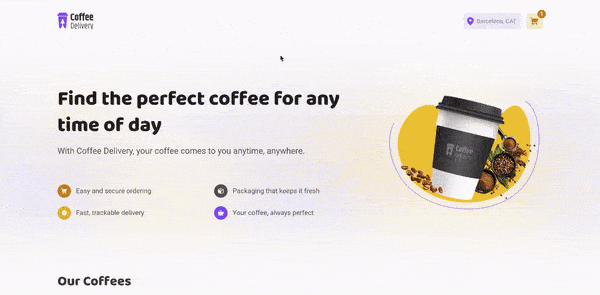 Coffee
Delivery
Barcelona, CAT
1
Find the perfect coffee for any
time of day
With Coffee Delivery, your coffee comes to you anytime, anywhere.
Easy and secure ordering
Packaging that keeps it fresh
Fast, trackable delivery
Your coffee, always perfect
Coffee
Delivery
Our Coffees